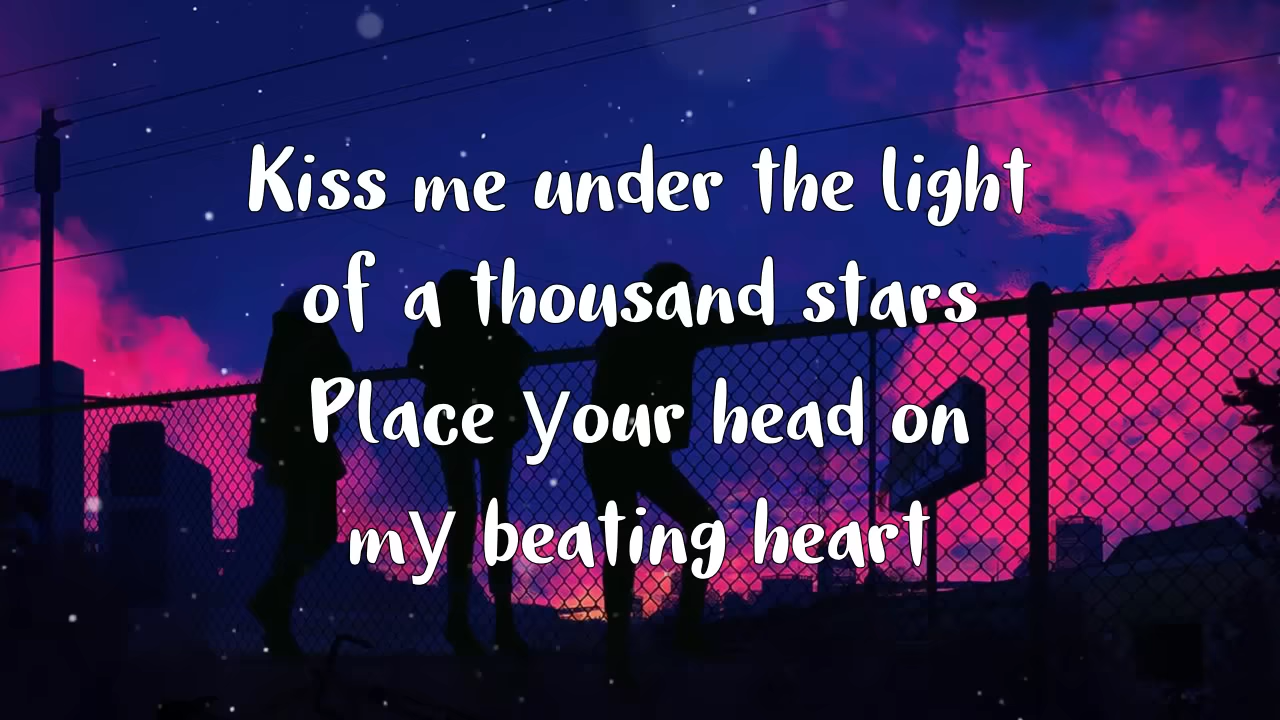 Kiss me under the light
of a thousand stars
Place your head on
my beating heart